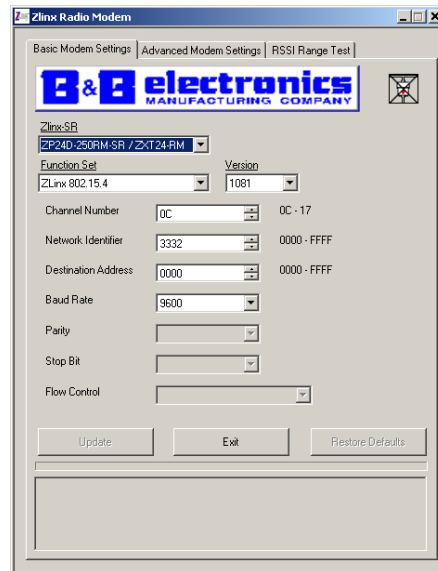 Zlinx Radio Modem
Basic Modem Settings Advanced Modem Settings RSSI Range Test
B&B electronics
MANUFACTURING COMPANY
Zlinx-SR
ZP24D-250RM-SR / ZXT24-RM
Function Set Version
ZLinx 802.15.4 1081
Channel Number 0C 0C - 17
Network Identifier 3332 0000 - FFFF
Destination Address 0000 0000 - FFFF
Baud Rate 9600
Parity
Stop Bit
Flow Control
Update Exit Restore Defaults